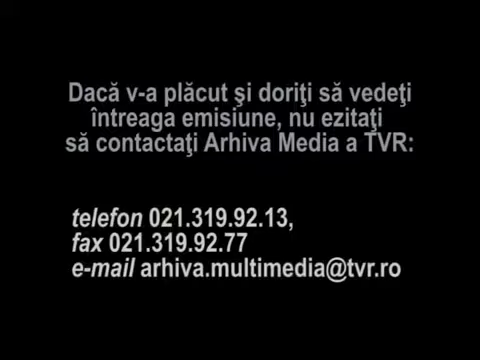 Dacă v-a plăcut şi doriţi să vedeţi
întreaga emisiune, nu ezitaţi
să contactaţi Arhiva Media a TVR:
telefon 021.319.92.13,
fax 021.319.92.77
e-mail arhiva.multimedia@tvr.ro